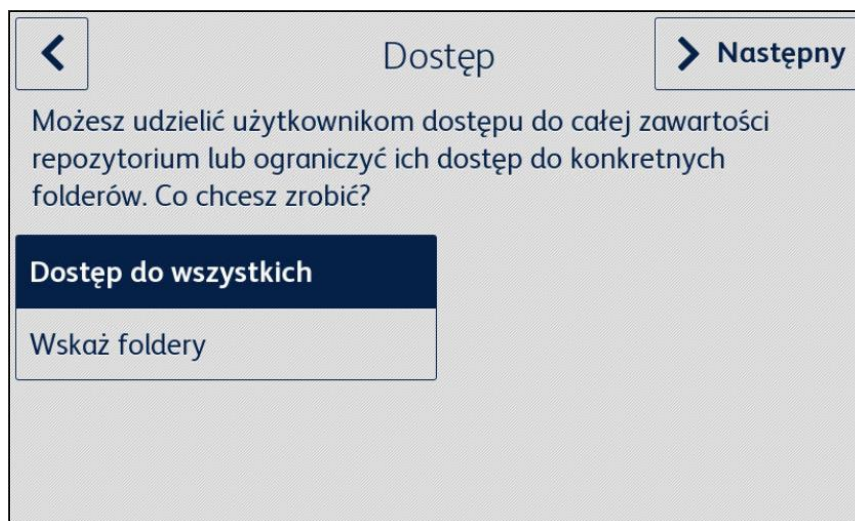 Dostęp
Następny
Możesz udzielić użytkownikom dostępu do całej zawartości
repozytorium lub ograniczyć ich dostęp do konkretnych
folderów. Co chcesz zrobić?
Dostęp do wszystkich
Wskaż foldery